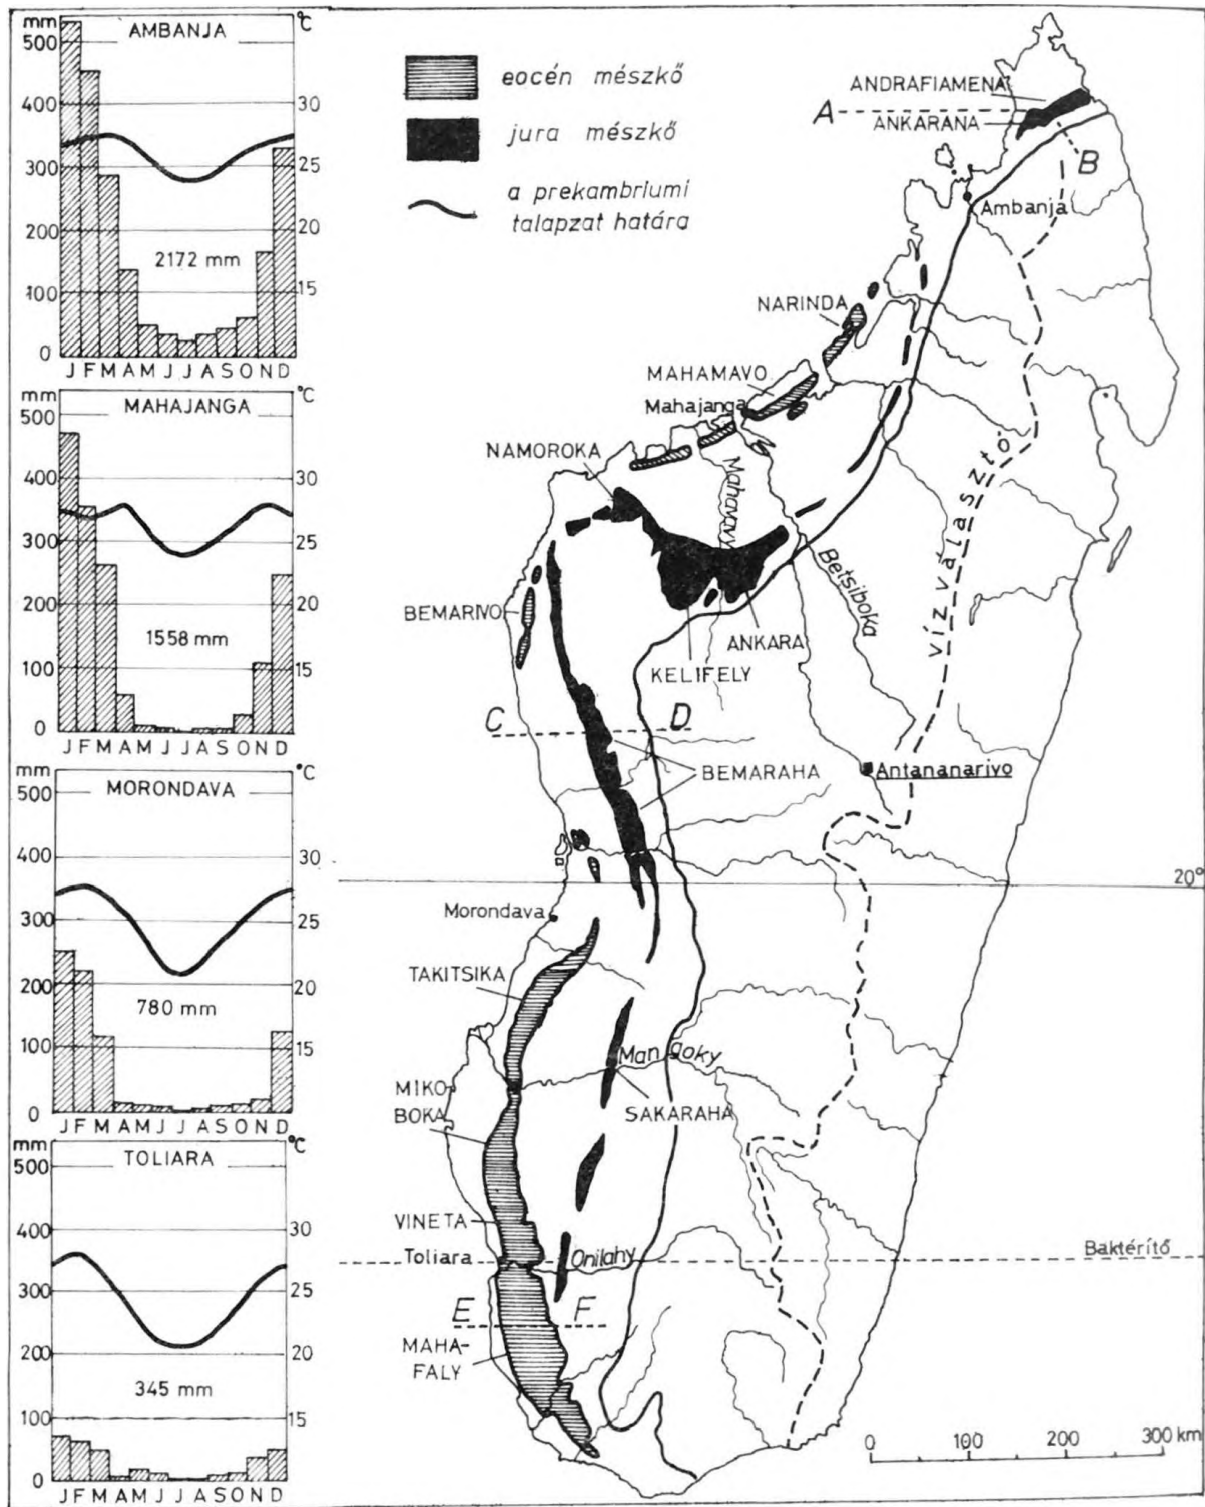 mm
AMBANJA
°C
500
400
30
300
25
200
20
2172 mm
100
15
0
J F M A M J J A S O N D
mm
MAHAJANGA
°C
500
400
30
300
25
200
20
1558 mm
100
15
0
J F M A M J J A S O N D
mm
MORONDAVA
°C
500
400
30
300
25
200
20
780 mm
100
15
0
J F M A M J J A S O N D
mm
TOLIARA
°C
500
400
30
300
25
200
20
345 mm
100
15
0
J F M A M J J A S O N D
eocén mészkő
jura mészkő
a prekambriumi
talapzat határa
ANDRAFIAMENA
A
ANKARANA
B
Ambanja
NARINDA
MAHAMAVO
Mahajanga
NAMOROKA
Mahavavy
Betsiboka
Vízválasztó
BEMARIVO
ANKARA
KELIFELY
C
D
BEMARAHA
Antananarivo
20°
Morondava
TAKITSIKA
Mangoky
MIKO-
BOKA
SAKARAHA
VINETA
Toliara
Onilahy
Baktérítő
E
F
MAHA-
FALY
0 100 200 300 km